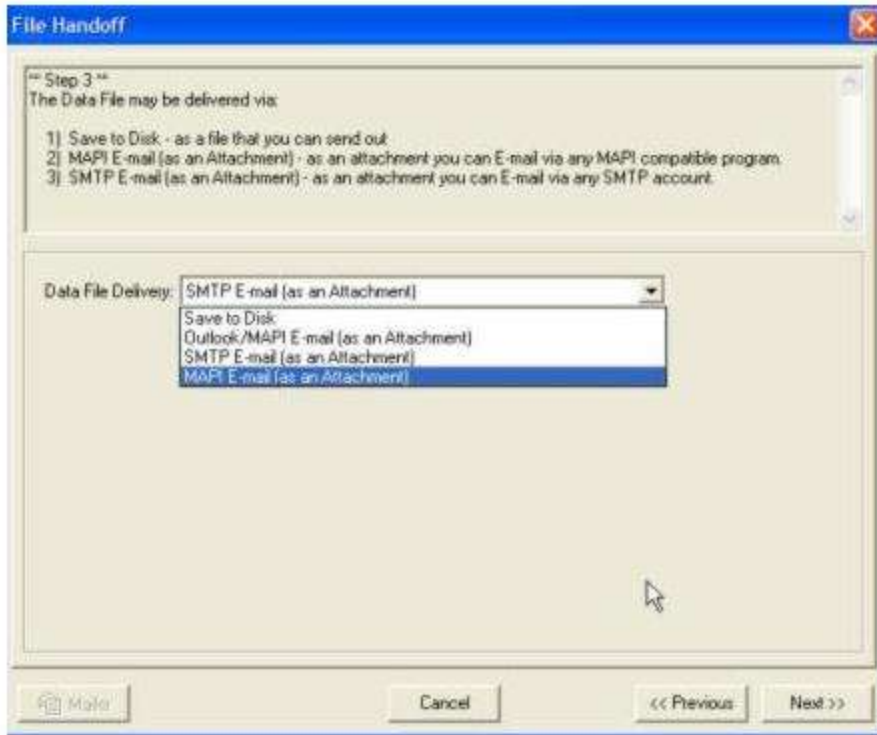 File Handoff
** Step 3 **
The Data File may be delivered via:
1) Save to Disk - as a file that you can send out
2) MAPI E-mail (as an Attachment) - as an attachment you can E-mail via any MAPI compatible program.
3) SMTP E-mail (as an Attachment) - as an attachment you can E-mail via any SMTP account.
Data File Delivery: SMTP E-mail (as an Attachment)
Save to Disk
Outlook/MAPI E-mail (as an Attachment)
SMTP E-mail (as an Attachment)
MAPI E-mail (as an Attachment)
Make Cancel << Previous Next >>